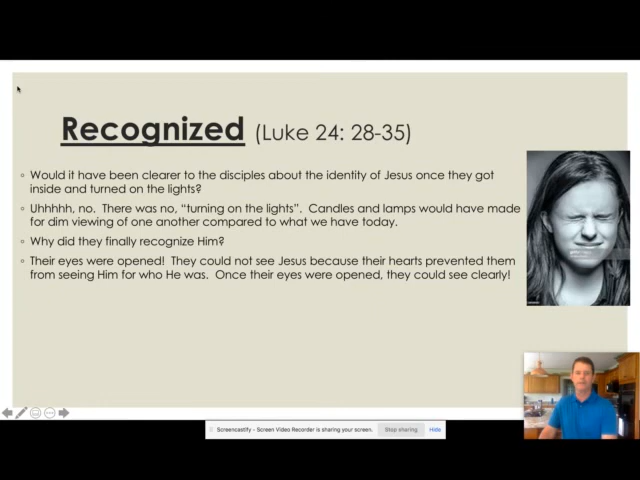 Recognized (Luke 24: 28-35)
Would it have been clearer to the disciples about the identity of Jesus once they got
inside and turned on the lights?
Uhhhhh, no. There was no, “turning on the lights”. Candles and lamps would have made
for dim viewing of one another compared to what we have today.
Why did they finally recognize Him?
Their eyes were opened! They could not see Jesus because their hearts prevented them
from seeing Him for who He was. Once their eyes were opened, they could see clearly!
Screencastify - Screen Video Recorder is sharing your screen. Stop sharing Hide